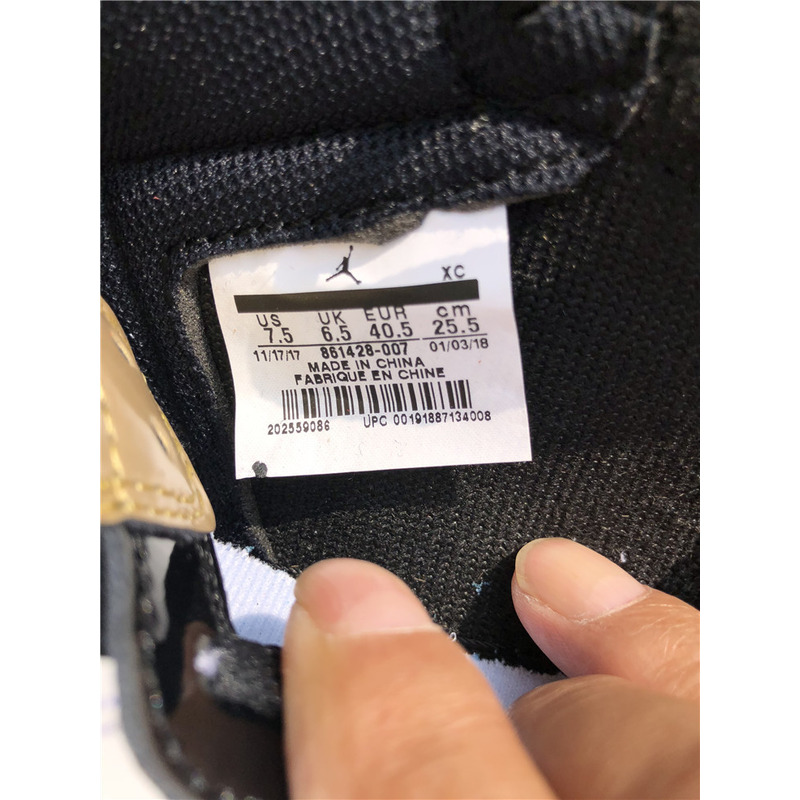 XC
US UK EUR cm
7.5 6.5 40.5 25.5
11/17/17 861428-007 01/03/18
MADE IN CHINA
FABRIQUE EN CHINE
202559086 UPC 00191887134008